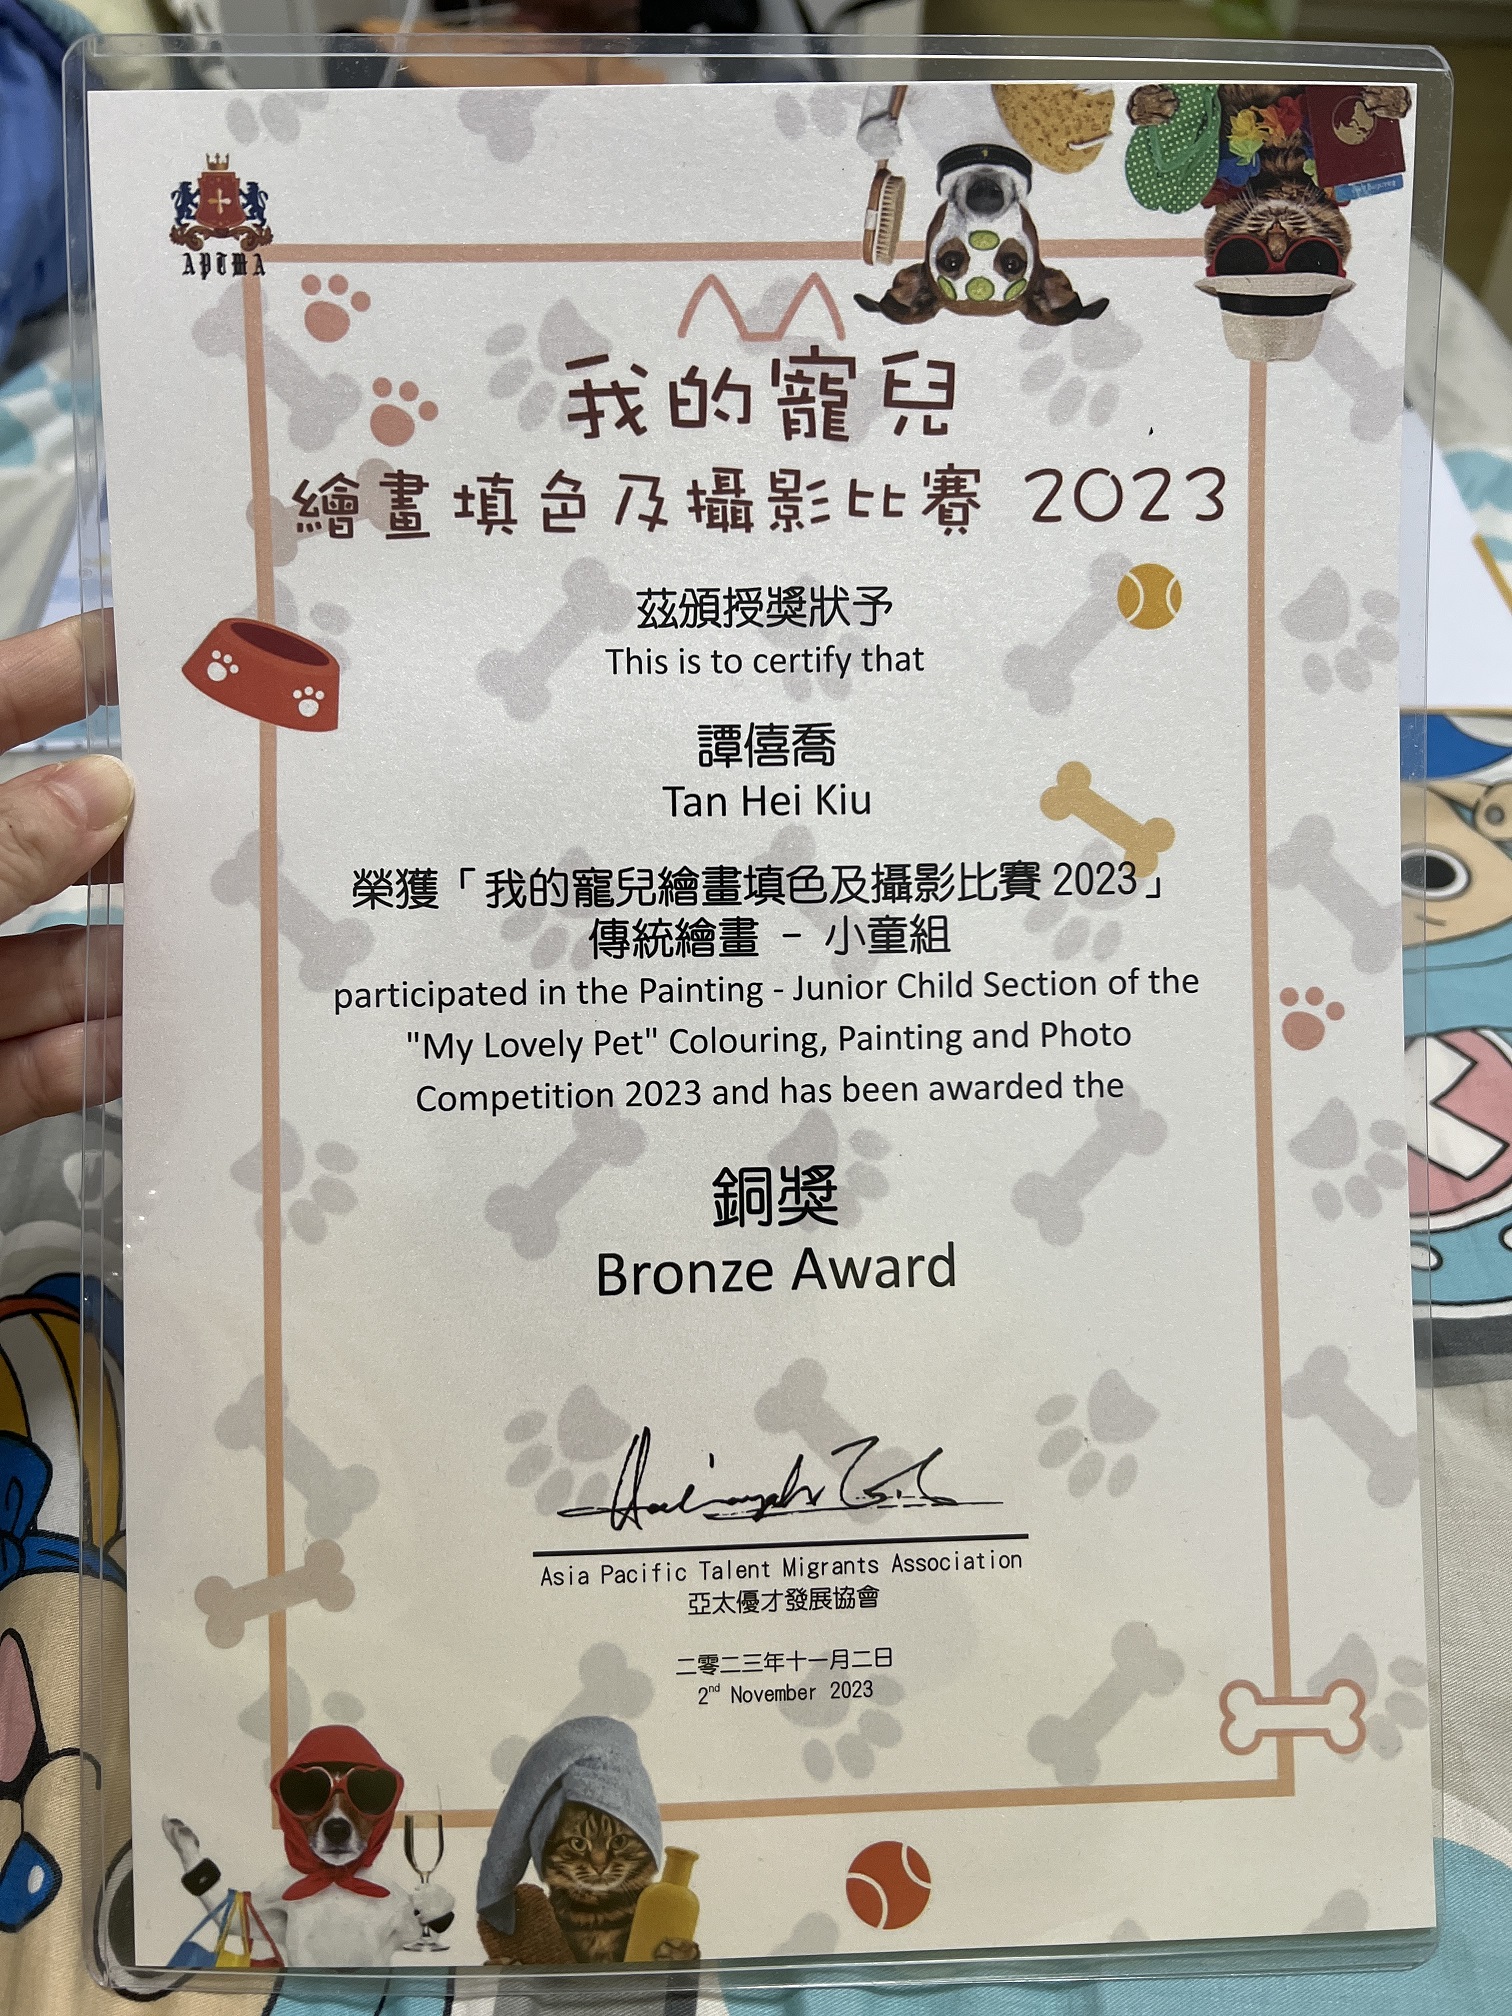 APTMA
我的寵兒
繪畫填色及攝影比賽 2023
茲頒授獎狀予
This is to certify that
譚僖喬
Tan Hei Kiu
榮獲「我的寵兒繪畫填色及攝影比賽 2023」
傳統繪畫 - 小童組
participated in the Painting - Junior Child Section of the
"My Lovely Pet" Colouring, Painting and Photo
Competition 2023 and has been awarded the
銅獎
Bronze Award
Asia Pacific Talent Migrants Association
亞太優才發展協會
二零二三年十一月二日
2nd November 2023